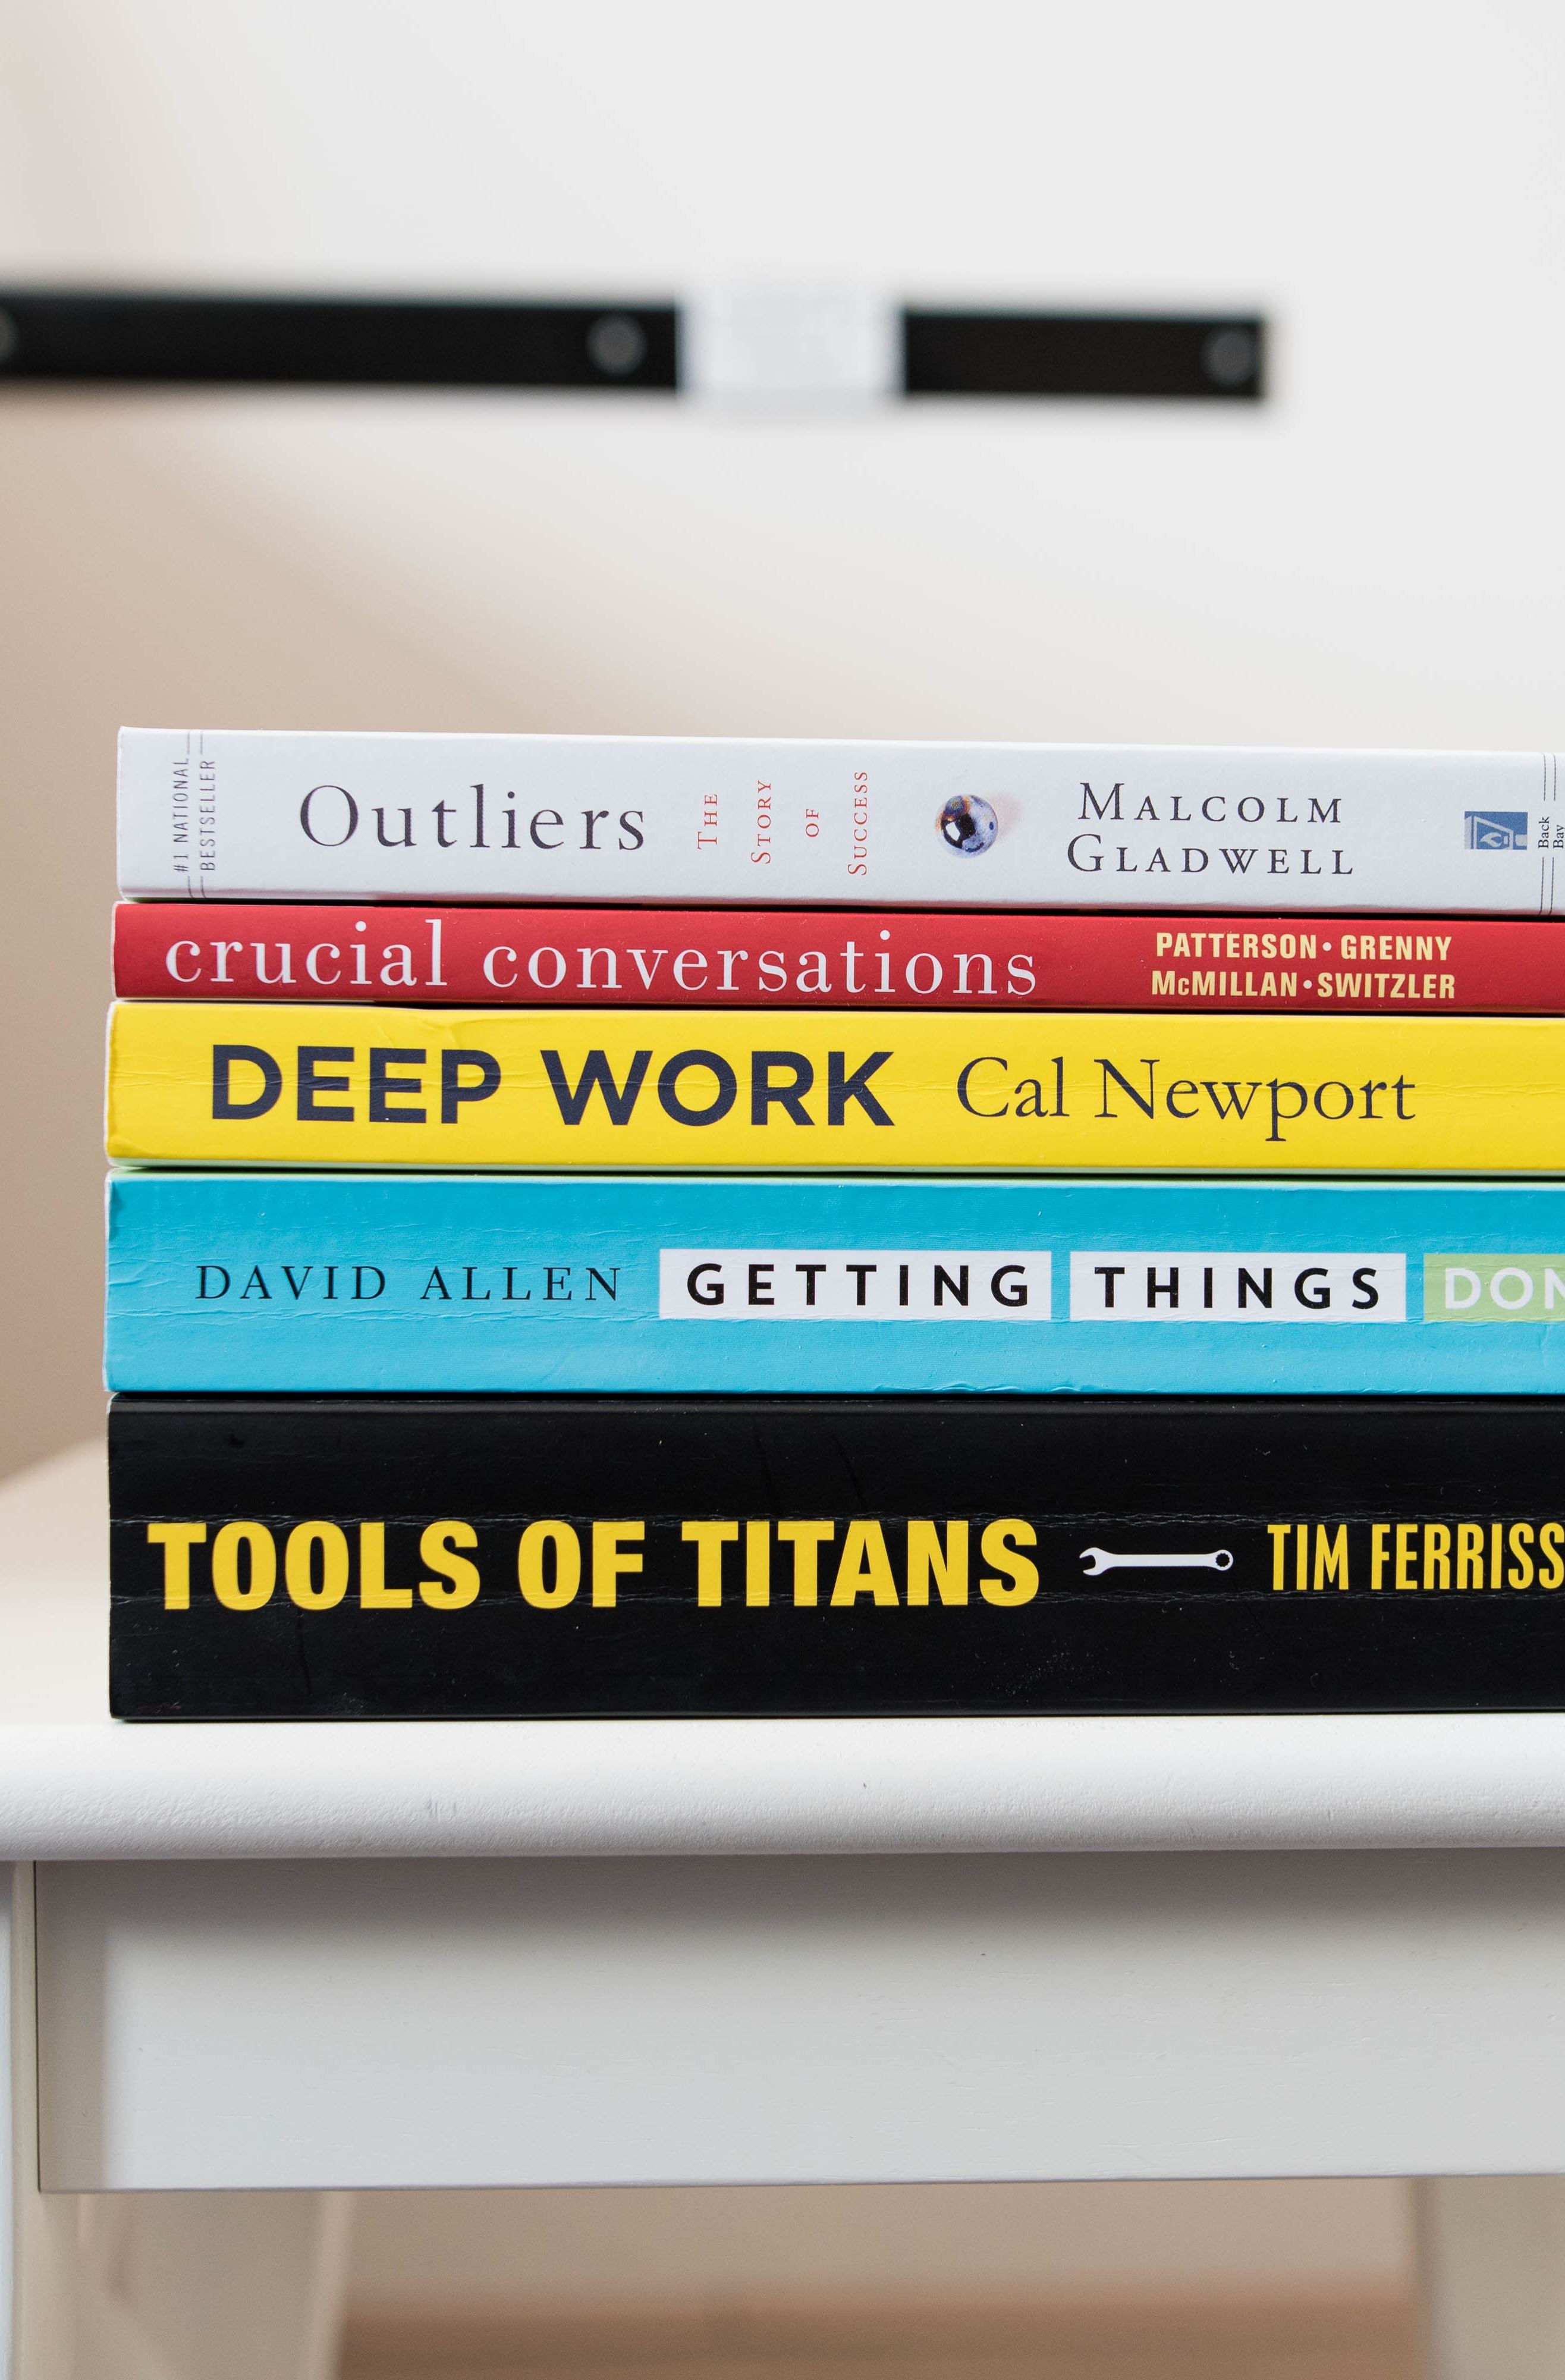 #1 NATIONAL
BESTSELLER
Outliers
THE
STORY
OF
SUCCESS
MALCOLM
GLADWELL
Back
Bay
crucial conversations
PATTERSON • GRENNY
McMILLAN • SWITZLER
DEEP WORK Cal Newport
DAVID ALLEN GETTING THINGS DON
TOOLS OF TITANS TIM FERRISS